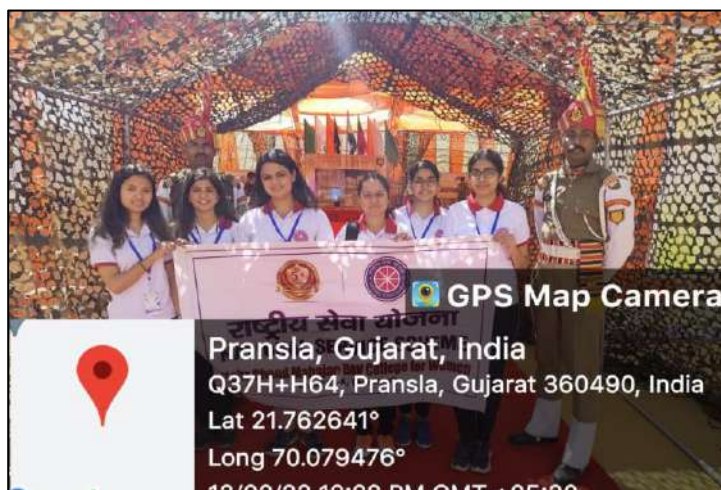 GPS Map Camera
राष्ट्रीय सेवा योजना
Pransla, Gujarat, India
Q37H+H64, Pransla, Gujarat 360490, India
Lat 21.762641°
Long 70.079476°